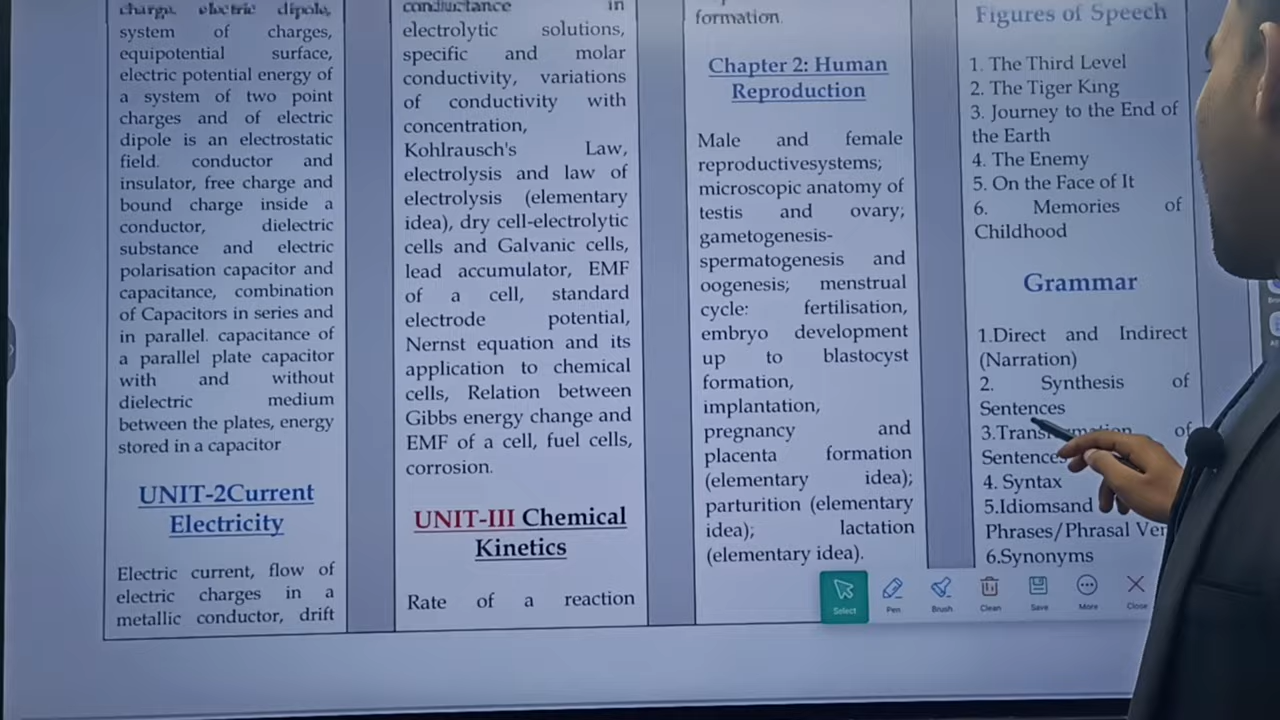 charge, electric dipole,
system of charges,
equipotential surface,
electric potential energy of
a system of two point
charges and of electric
dipole is an electrostatic
field. conductor and
insulator, free charge and
bound charge inside a
conductor, dielectric
substance and electric
polarisation capacitor and
capacitance, combination
of Capacitors in series and
in parallel. capacitance of
a parallel plate capacitor
with and without
dielectric medium
between the plates, energy
stored in a capacitor
UNIT-2Current
Electricity
Electric current, flow of
electric charges in a
metallic conductor, drift
conductance in
electrolytic solutions,
specific and molar
conductivity, variations
of conductivity with
concentration,
Kohlrausch's Law,
electrolysis and law of
electrolysis (elementary
idea), dry cell-electrolytic
cells and Galvanic cells,
lead accumulator, EMF
of a cell, standard
electrode potential,
Nernst equation and its
application to chemical
cells, Relation between
Gibbs energy change and
EMF of a cell, fuel cells,
corrosion.
UNIT-III Chemical
Kinetics
Rate of a reaction
formation.
Chapter 2: Human
Reproduction
Male and female
reproductivesystems;
microscopic anatomy of
testis and ovary;
gametogenesis-
spermatogenesis and
oogenesis; menstrual
cycle: fertilisation,
embryo development
up to blastocyst
formation,
implantation,
pregnancy and
placenta formation
(elementary idea);
parturition (elementary
idea); lactation
(elementary idea).
Figures of Speech
1. The Third Level
2. The Tiger King
3. Journey to the End of
the Earth
4. The Enemy
5. On the Face of It
6. Memories of
Childhood
Grammar
1.Direct and Indirect
(Narration)
2. Synthesis of
Sentences
3.Transformation of
Sentences
4. Syntax
5.Idiomsand
Phrases/Phrasal Ver
6.Synonyms
Select
Pen
Brush
Clean
Save
More
Close